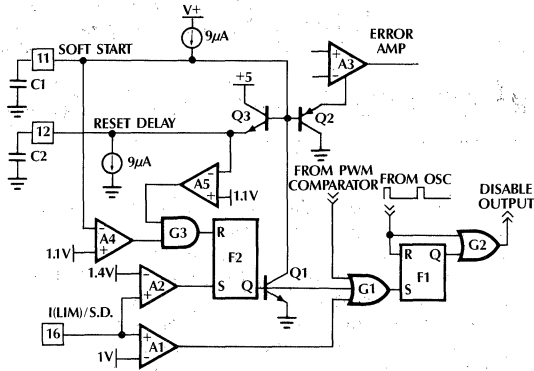 V+
9μA
11 SOFT START
C1
+5
Q3
Q2
A3
+
−
ERROR
AMP
12 RESET DELAY
C2
9μA
A5
−
+
1.1V
FROM PWM
COMPARATOR
FROM OSC
DISABLE
OUTPUT
−
A4
+
1.1V
G3
R
F2
S Q
Q1
1.4V
−
A2
+
G1
R
Q
F1
S
G2
I(LIM)/S.D.
16
+
A1
−
1V